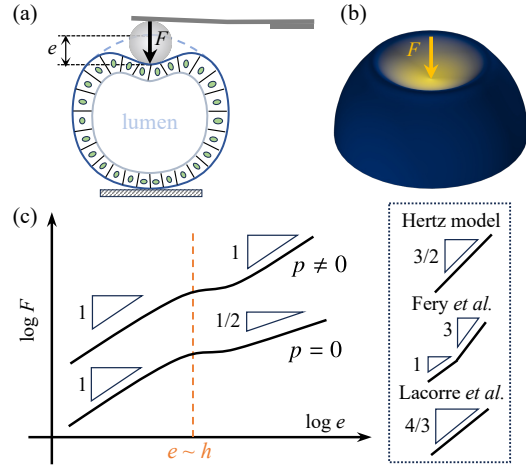 (a)
e
F
lumen
(b)
F
(c)
log F
1
1
p ≠ 0
1
1/2
p = 0
log e
e ~ h
Hertz model
3/2
Fery et al.
3
1
Lacorre et al.
4/3